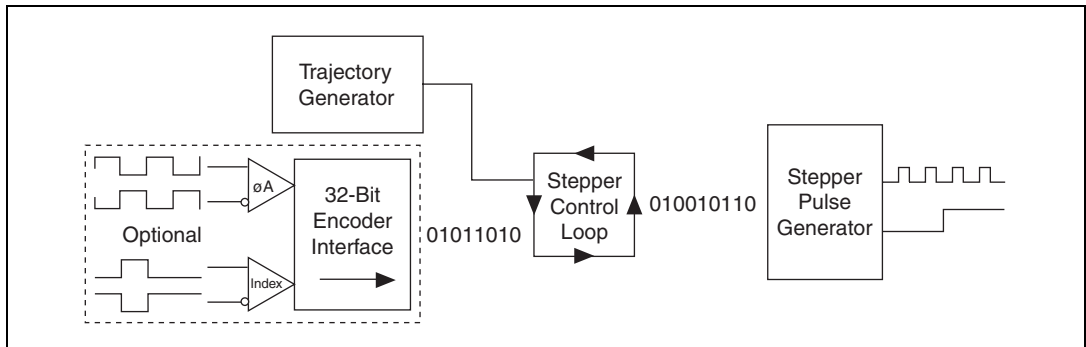 Trajectory
Generator
øA
32-Bit
Encoder
Interface
Optional
Index
01011010
Stepper
Control
Loop
010010110
Stepper
Pulse
Generator